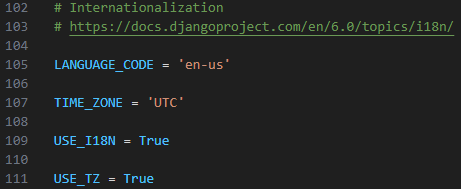 102 # Internationalization
103 # https://docs.djangoproject.com/en/6.0/topics/i18n/
104
105 LANGUAGE_CODE = 'en-us'
106
107 TIME_ZONE = 'UTC'
108
109 USE_I18N = True
110
111 USE_TZ = True